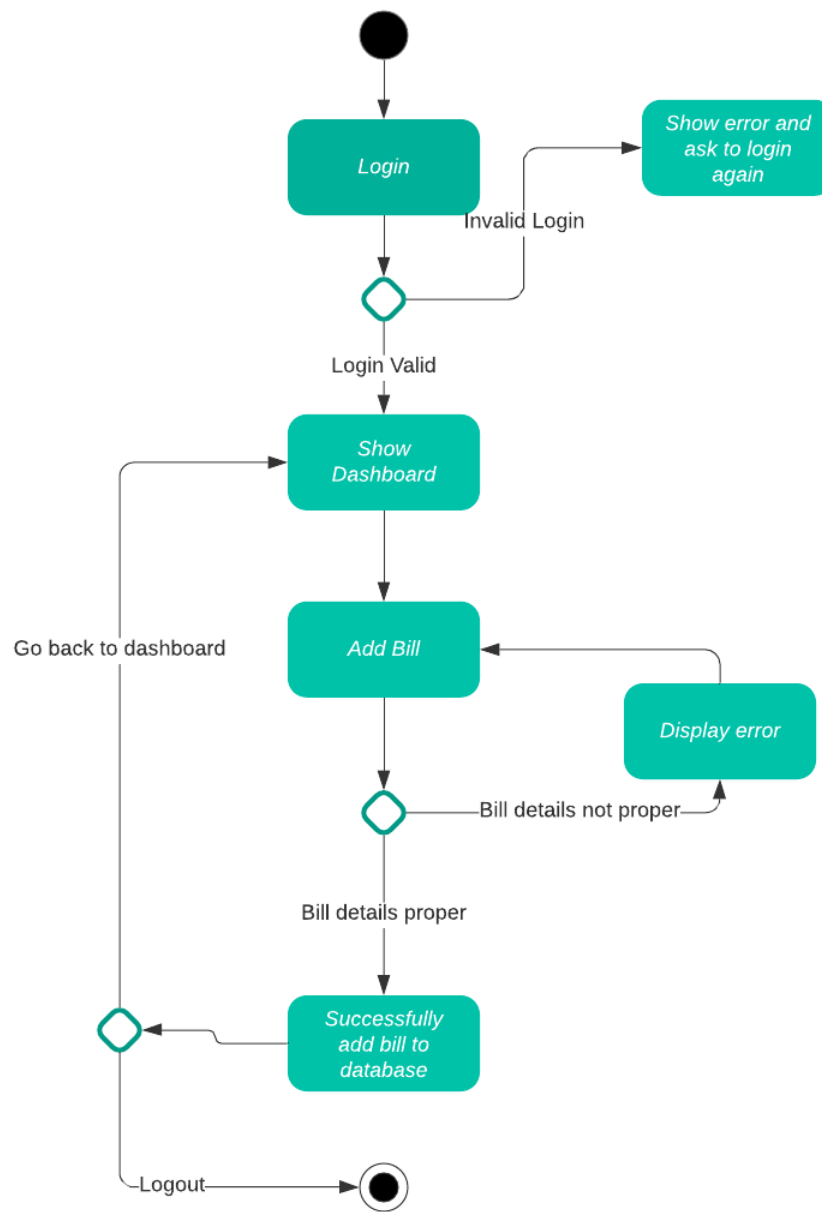 Login
Show error and
ask to login
again
Invalid Login
Login Valid
Show
Dashboard
Go back to dashboard
Add Bill
Display error
Bill details not proper
Bill details proper
Successfully
add bill to
database
Logout